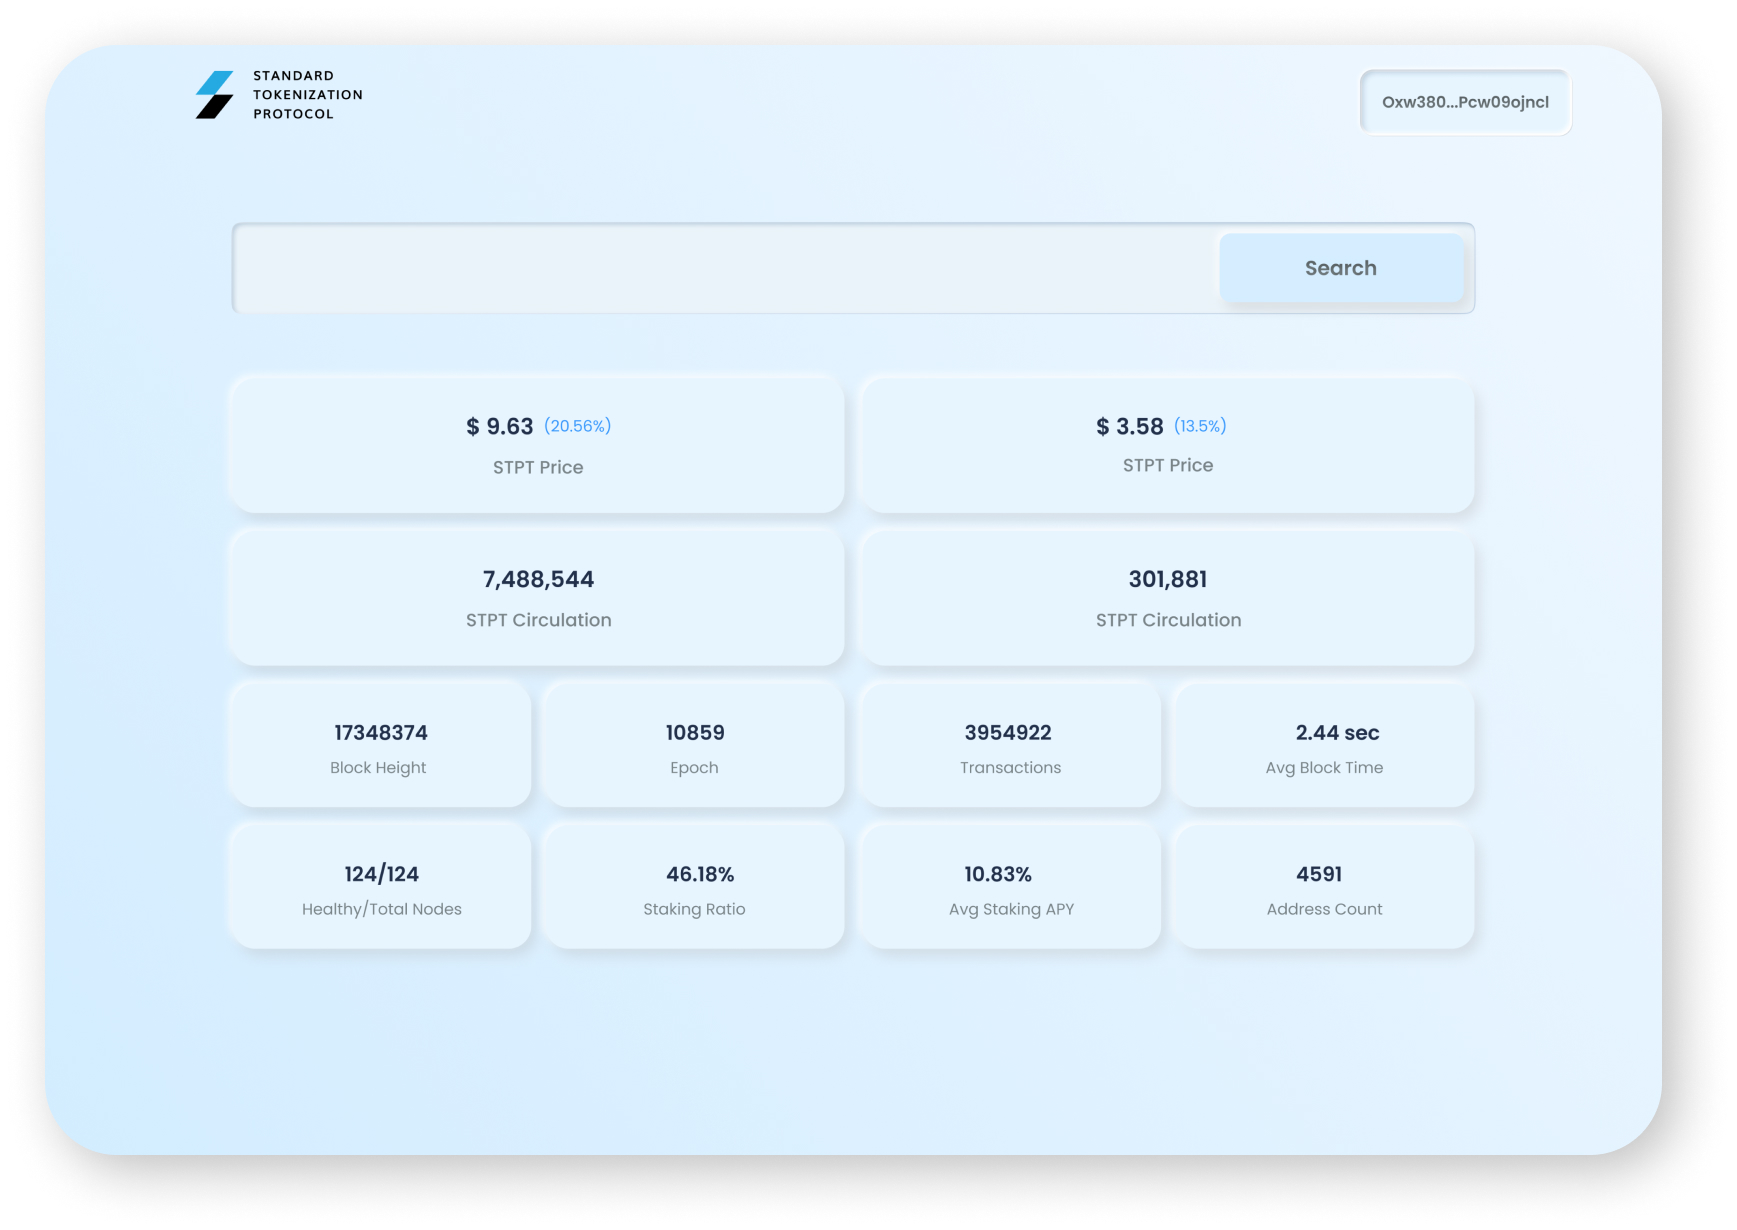 STANDARD
TOKENIZATION
PROTOCOL
Oxw380...Pcw09ojncl
Search
$ 9.63 (20.56%)
STPT Price
$ 3.58 (13.5%)
STPT Price
7,488,544
STPT Circulation
301,881
STPT Circulation
17348374
Block Height
10859
Epoch
3954922
Transactions
2.44 sec
Avg Block Time
124/124
Healthy/Total Nodes
46.18%
Staking Ratio
10.83%
Avg Staking APY
4591
Address Count